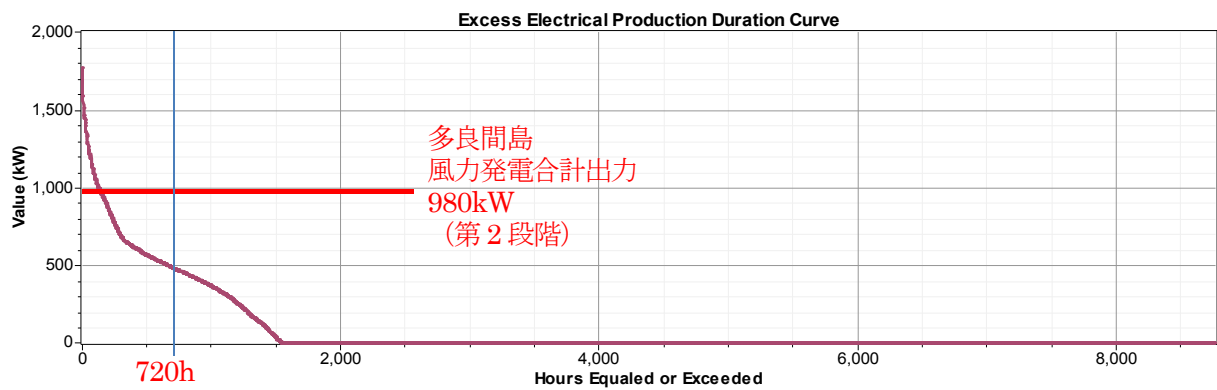 Excess Electrical Production Duration Curve
2,000
1,500
1,000
500
0
Value (kW)
多良間島
風力発電合計出力
980kW
（第 2 段階）
0
2,000
4,000
6,000
8,000
720h
Hours Equaled or Exceeded